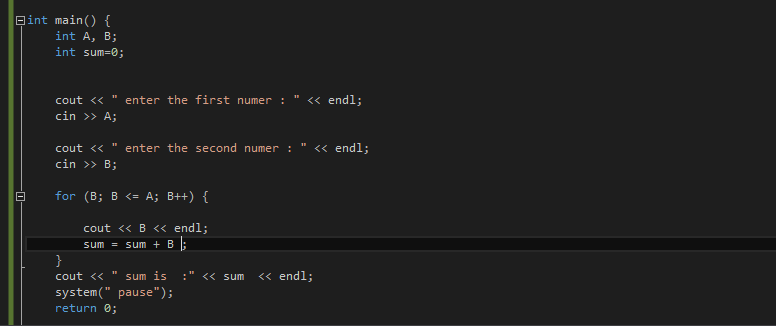 int main() {
    int A, B;
    int sum=0;
    cout << " enter the first numer : " << endl;
    cin >> A;
    cout << " enter the second numer : " << endl;
    cin >> B;
    for (B; B <= A; B++) {
        cout << B << endl;
        sum = sum + B ;
    }
    cout << " sum is  :" << sum  << endl;
    system(" pause");
    return 0;